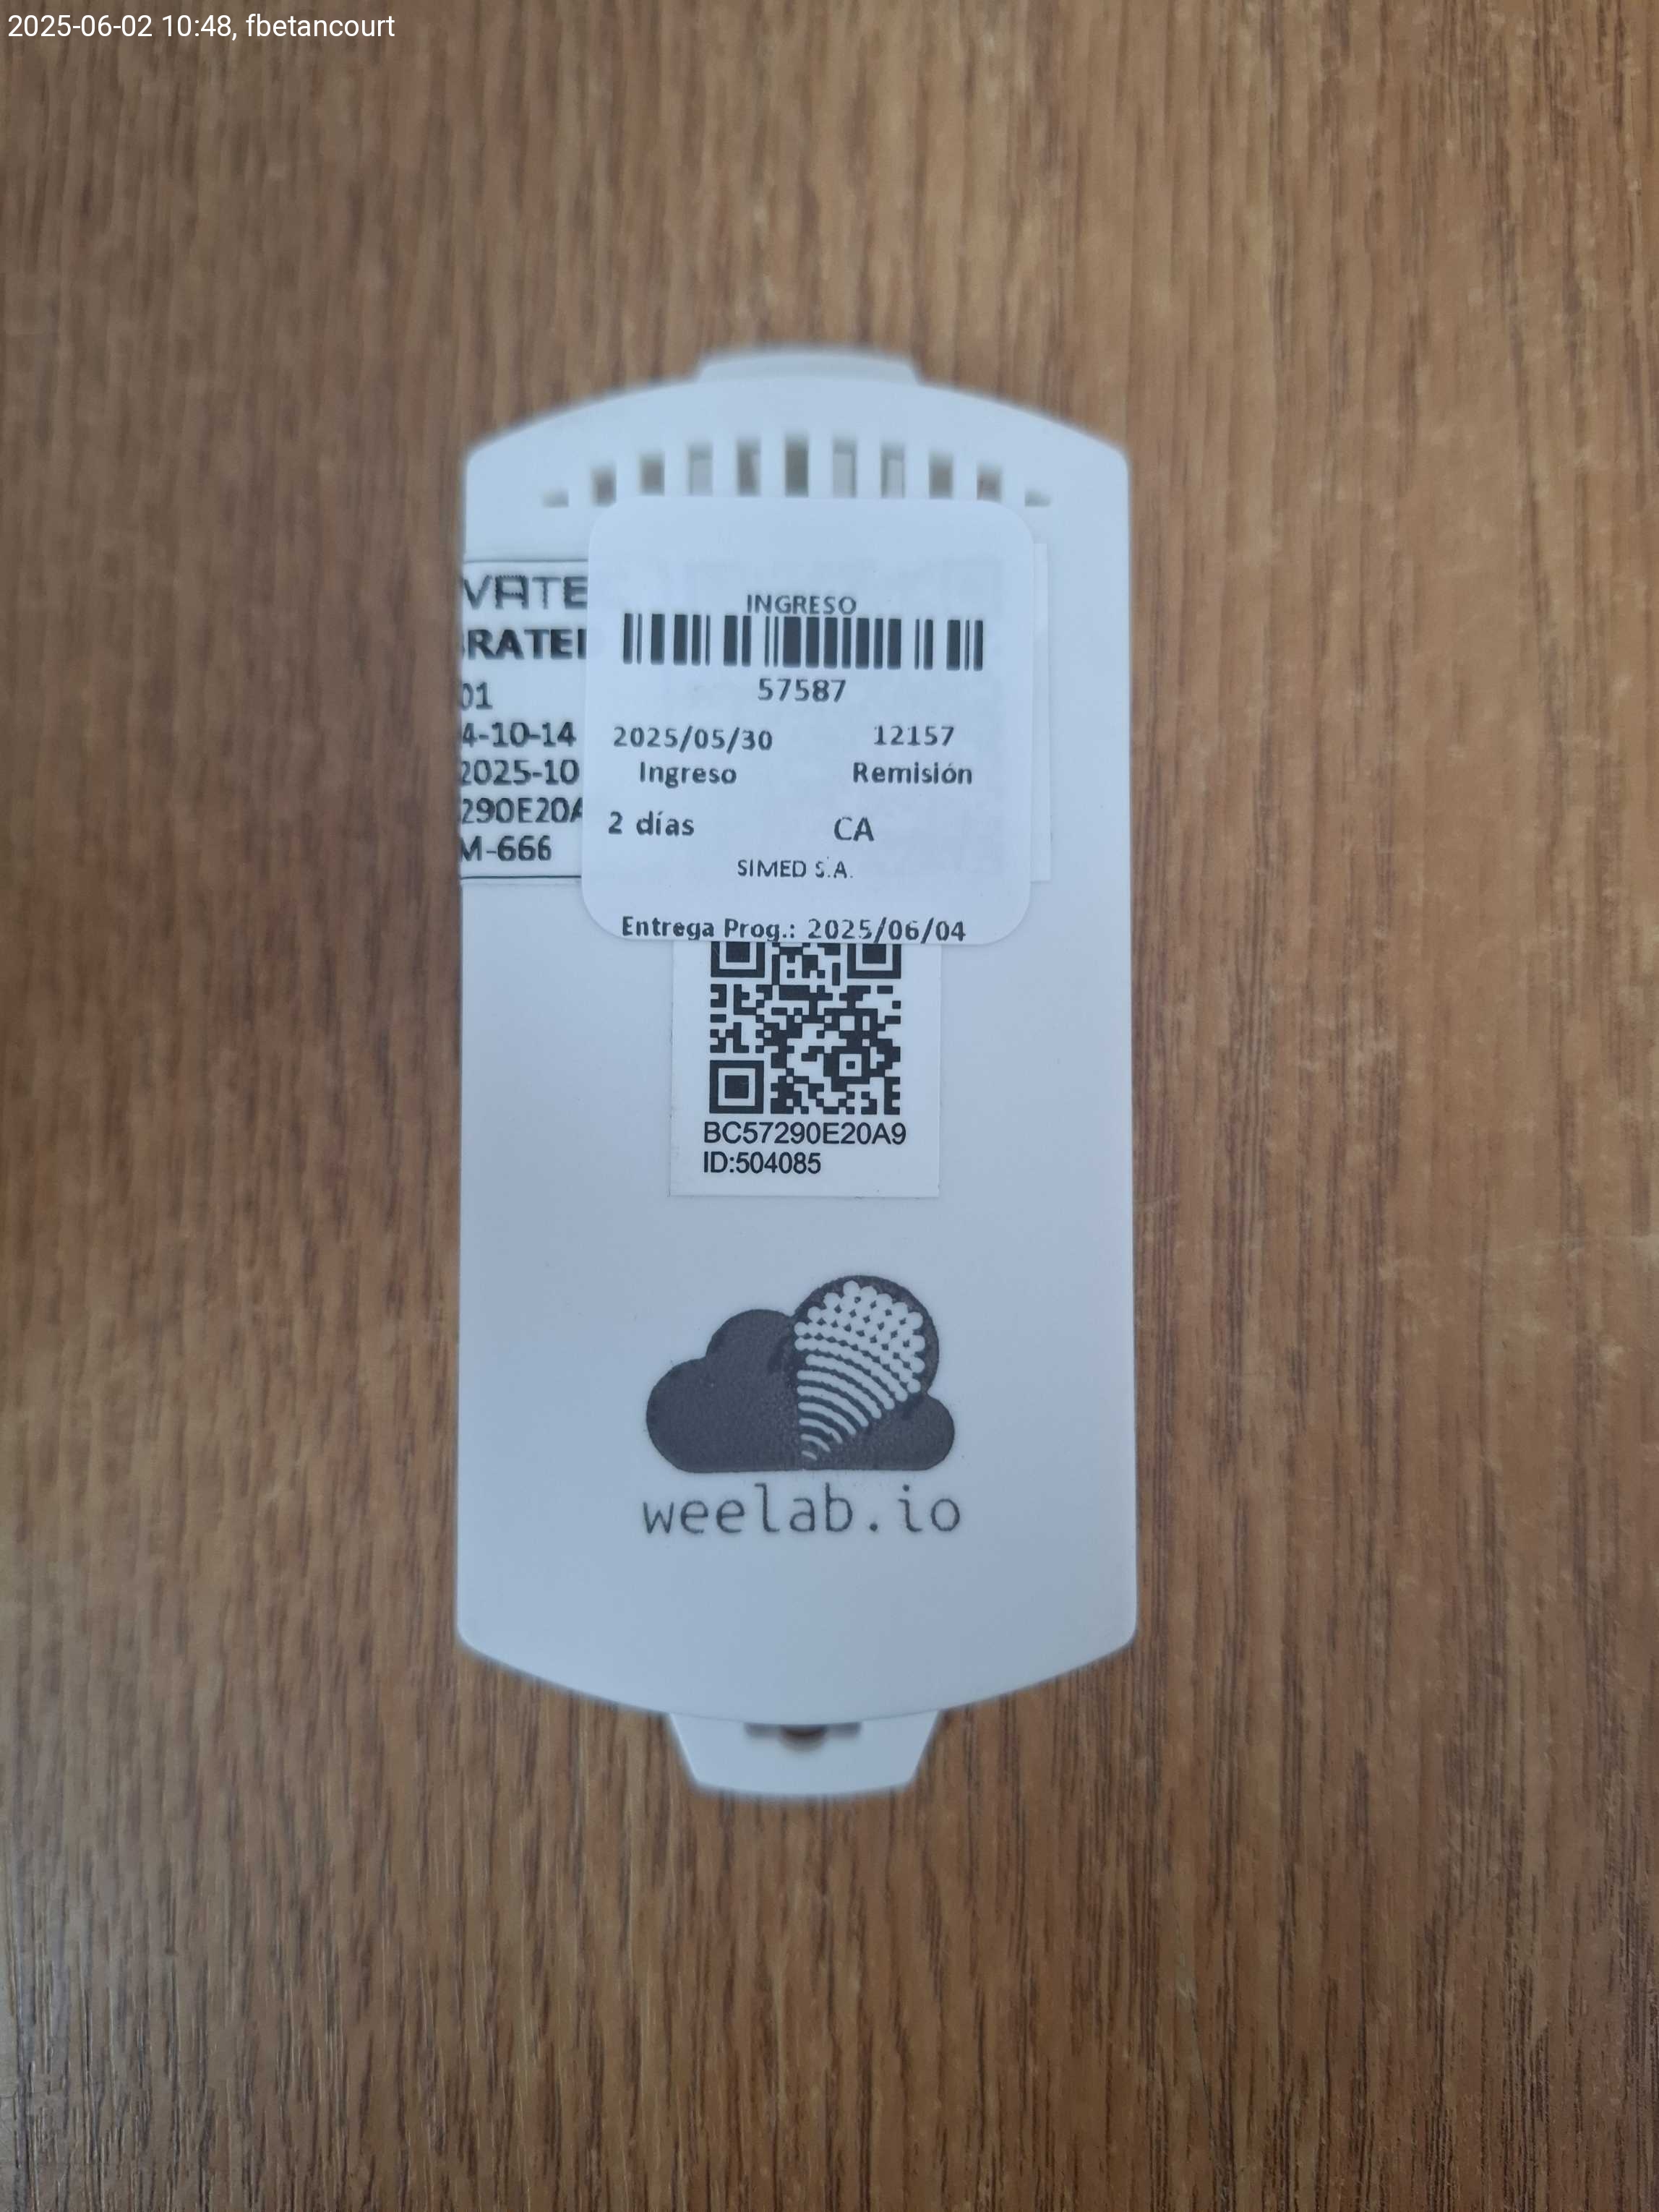 2025-06-02 10:48, fbetancourt
VATE
RATE
01
4-10-14
2025-10
290E20A
M-666
INGRESO
57587
2025/05/30 12157
Ingreso Remisión
2 días CA
SIMED S.A.
Entrega Prog.: 2025/06/04
BC57290E20A9
ID:504085
weelab.io